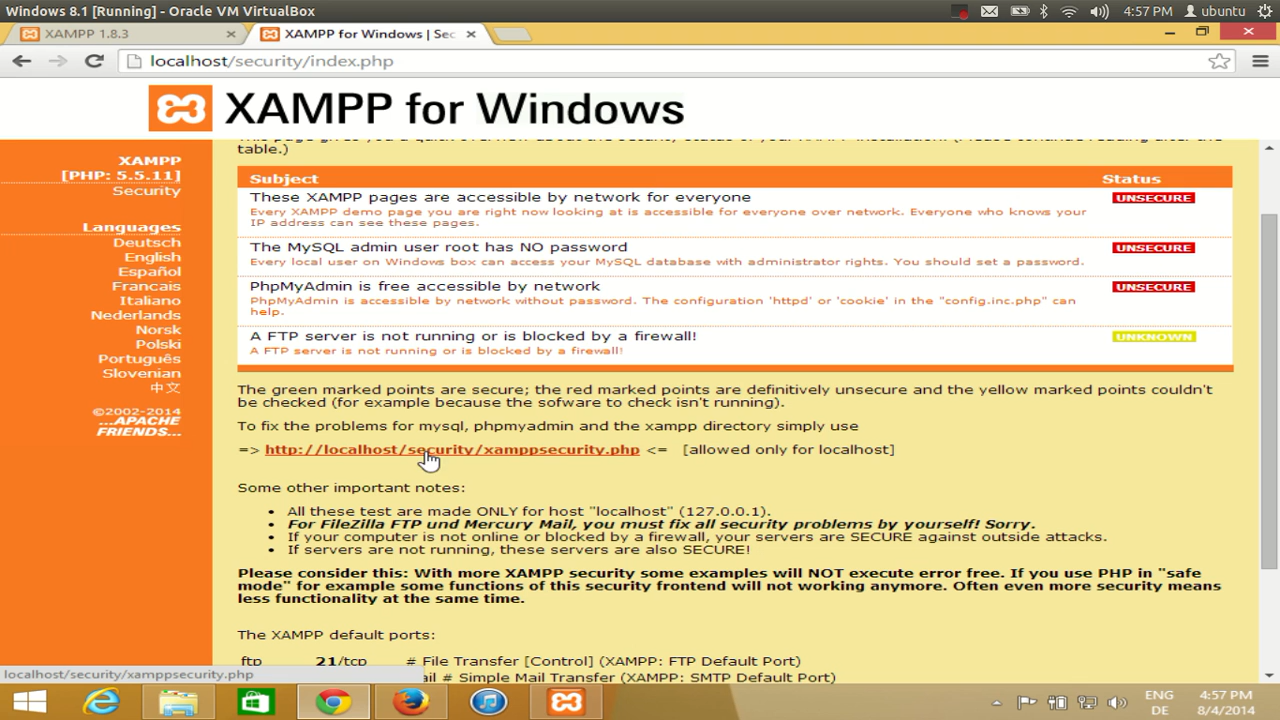 Windows 8.1 [Running] - Oracle VM VirtualBox
4:57 PM ubuntu
XAMPP 1.8.3
XAMPP for Windows | Sec
localhost/security/index.php
XAMPP for Windows
table.)
XAMPP
[PHP: 5.5.11]
Security
Languages
Deutsch
English
Español
Francais
Italiano
Nederlands
Norsk
Polski
Português
Slovenian
中文
©2002-2014
...APACHE
FRIENDS...
Subject Status
These XAMPP pages are accessible by network for everyone UNSECURE
Every XAMPP demo page you are right now looking at is accessible for everyone over network. Everyone who knows your
IP address can see these pages.
The MySQL admin user root has NO password UNSECURE
Every local user on Windows box can access your MySQL database with administrator rights. You should set a password.
PhpMyAdmin is free accessible by network UNSECURE
PhpMyAdmin is accessible by network without password. The configuration 'httpd' or 'cookie' in the "config.inc.php" can
help.
A FTP server is not running or is blocked by a firewall! UNKNOWN
A FTP server is not running or is blocked by a firewall!
The green marked points are secure; the red marked points are definitively unsecure and the yellow marked points couldn't
be checked (for example because the sofware to check isn't running).
To fix the problems for mysql, phpmyadmin and the xampp directory simply use
=> http://localhost/security/xamppsecurity.php <= [allowed only for localhost]
Some other important notes:
• All these test are made ONLY for host "localhost" (127.0.0.1).
• For FileZilla FTP und Mercury Mail, you must fix all security problems by yourself! Sorry.
• If your computer is not online or blocked by a firewall, your servers are SECURE against outside attacks.
• If servers are not running, these servers are also SECURE!
Please consider this: With more XAMPP security some examples will NOT execute error free. If you use PHP in "safe
mode" for example some functions of this security frontend will not working anymore. Often even more security means
less functionality at the same time.
The XAMPP default ports:
ftp 21/tcp # File Transfer [Control] (XAMPP: FTP Default Port)
ail # Simple Mail Transfer (XAMPP: SMTP Default Port)
localhost/security/xamppsecurity.php
ENG 4:57 PM
DE 8/4/2014